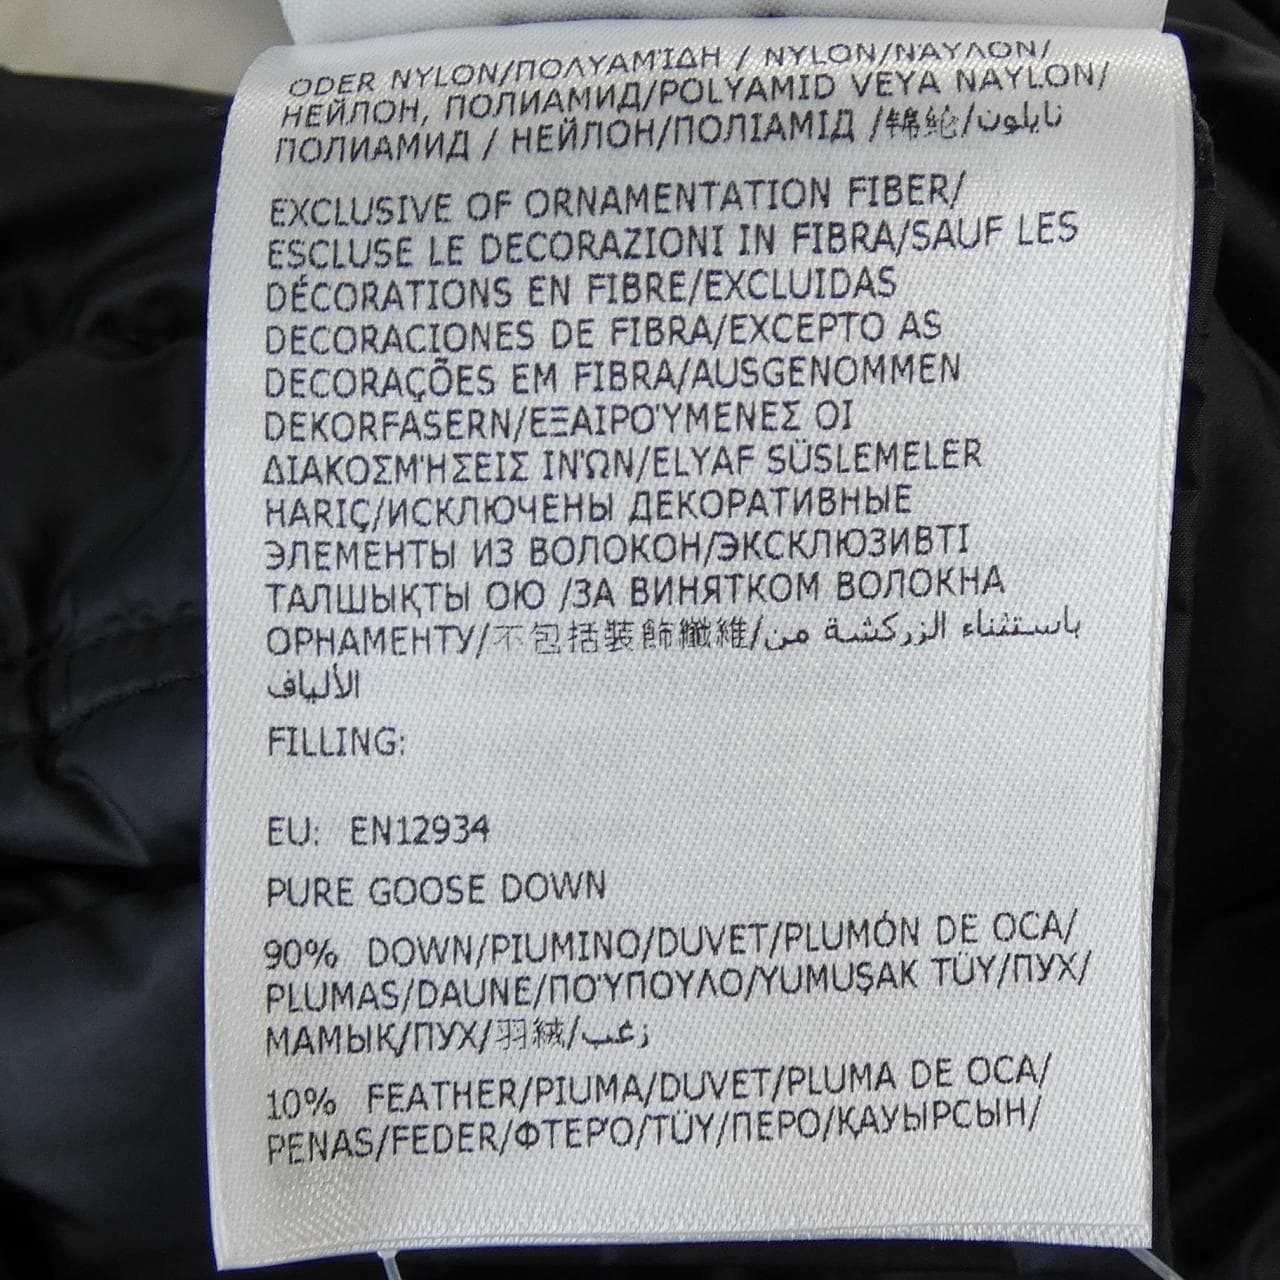 ODER NYLON/ΠΟΛΥΑΜΊΔΗ / NYLON/ΝΆΥΛΟΝ/
НЕЙЛОН, ПОЛИАМИД/POLYAMID VEYA NAYLON/
ПОЛИАМИД / НЕЙЛОН/ПОЛІАМІД /锦纶/نايلون
EXCLUSIVE OF ORNAMENTATION FIBER/
ESCLUSE LE DECORAZIONI IN FIBRA/SAUF LES
DÉCORATIONS EN FIBRE/EXCLUIDAS
DECORACIONES DE FIBRA/EXCEPTO AS
DECORAÇÕES EM FIBRA/AUSGENOMMEN
DEKORFASERN/ΕΞΑΙΡΟΎΜΕΝΕΣ ΟΙ
ΔΙΑΚΟΣΜΉΣΕΙΣ ΙΝΏΝ/ELYAF SÜSLEMELER
HARIÇ/ИСКЛЮЧЕНЫ ДЕКОРАТИВНЫЕ
ЭЛЕМЕНТЫ ИЗ ВОЛОКОН/ЭКСКЛЮЗИВТІ
ТАЛШЫҚТЫ ОЮ /ЗА ВИНЯТКОМ ВОЛОКНА
ОРНАМЕНТУ/不包括装飾纖維/باستثناء الزركشة من
الألياف
FILLING:
EU: EN12934
PURE GOOSE DOWN
90% DOWN/PIUMINO/DUVET/PLUMÓN DE OCA/
PLUMAS/DAUNE/ΠΟΎΠΟΥΛΟ/YUMUŞAK TÜY/ПУХ/
МАМЫҚ/ПУХ/羽絨/زغب
10% FEATHER/PIUMA/DUVET/PLUMA DE OCA/
PENAS/FEDER/ΦΤΕΡΌ/TÜY/ПЕРО/ҚАУЫРСЫН/